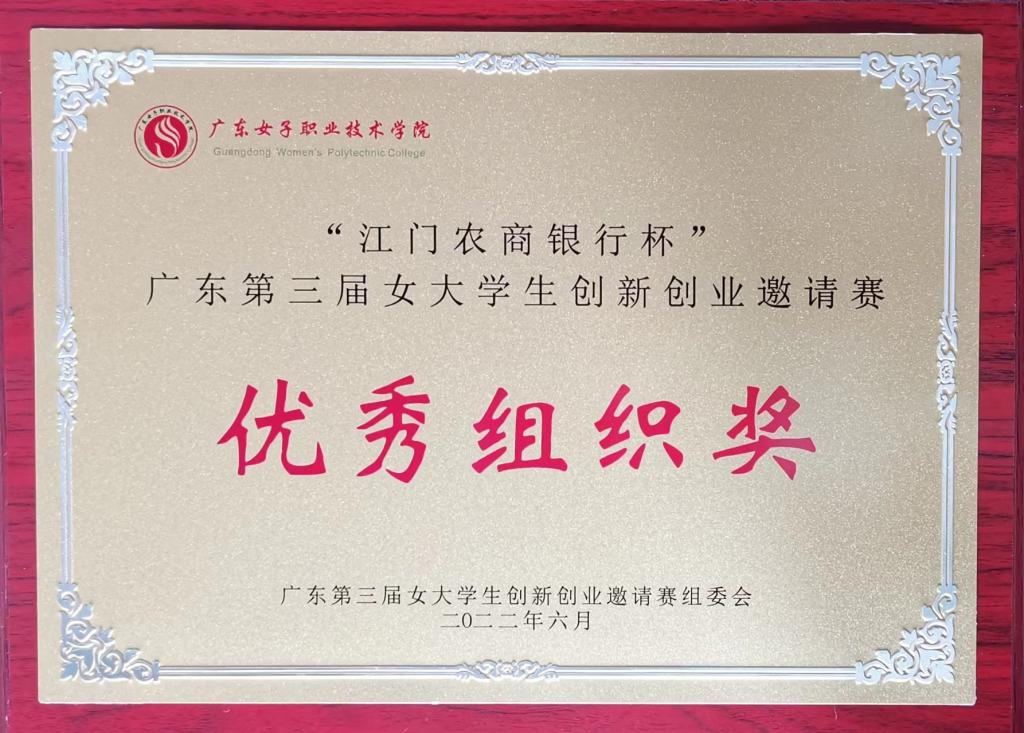 广东女子职业技术学院
Guangdong Women's Polytechnic College
“江门农商银行杯”
广东第三届女大学生创新创业邀请赛
优秀组织奖
广东第三届女大学生创新创业邀请赛组委会
二〇二二年六月